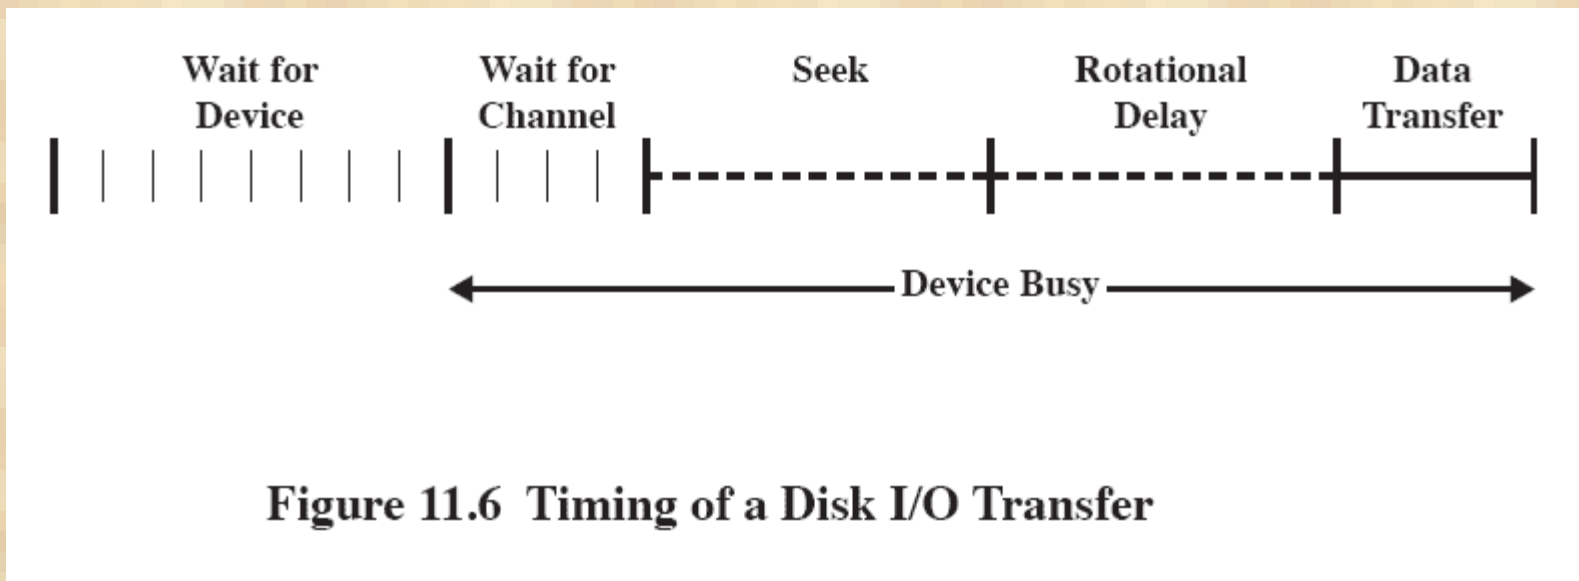 Wait for
Device
Wait for
Channel
Seek
Rotational
Delay
Data
Transfer
Device Busy
Figure 11.6 Timing of a Disk I/O Transfer